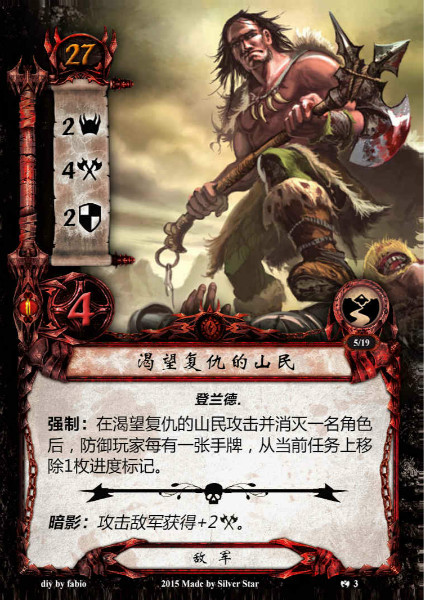 27
2
4
2
4
5/19
渴望复仇的山民
登兰德.
强制：在渴望复仇的山民攻击并消灭一名角色
后，防御玩家每有一张手牌，从当前任务上移
除1枚进度标记。
暗影：攻击敌军获得+2。
敌 军
diy by fabio 2015 Made by Silver Star 3